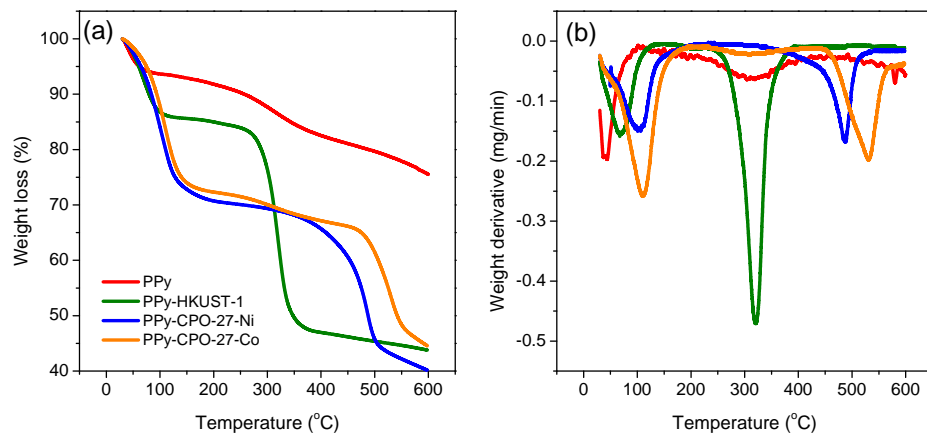 (a)
100
90
80
70
60
50
40
Weight loss (%)
PPy
PPy-HKUST-1
PPy-CPO-27-Ni
PPy-CPO-27-Co
0 100 200 300 400 500 600
Temperature (°C)
(b)
0.0
-0.1
-0.2
-0.3
-0.4
-0.5
Weight derivative (mg/min)
0 100 200 300 400 500 600
Temperature (°C)